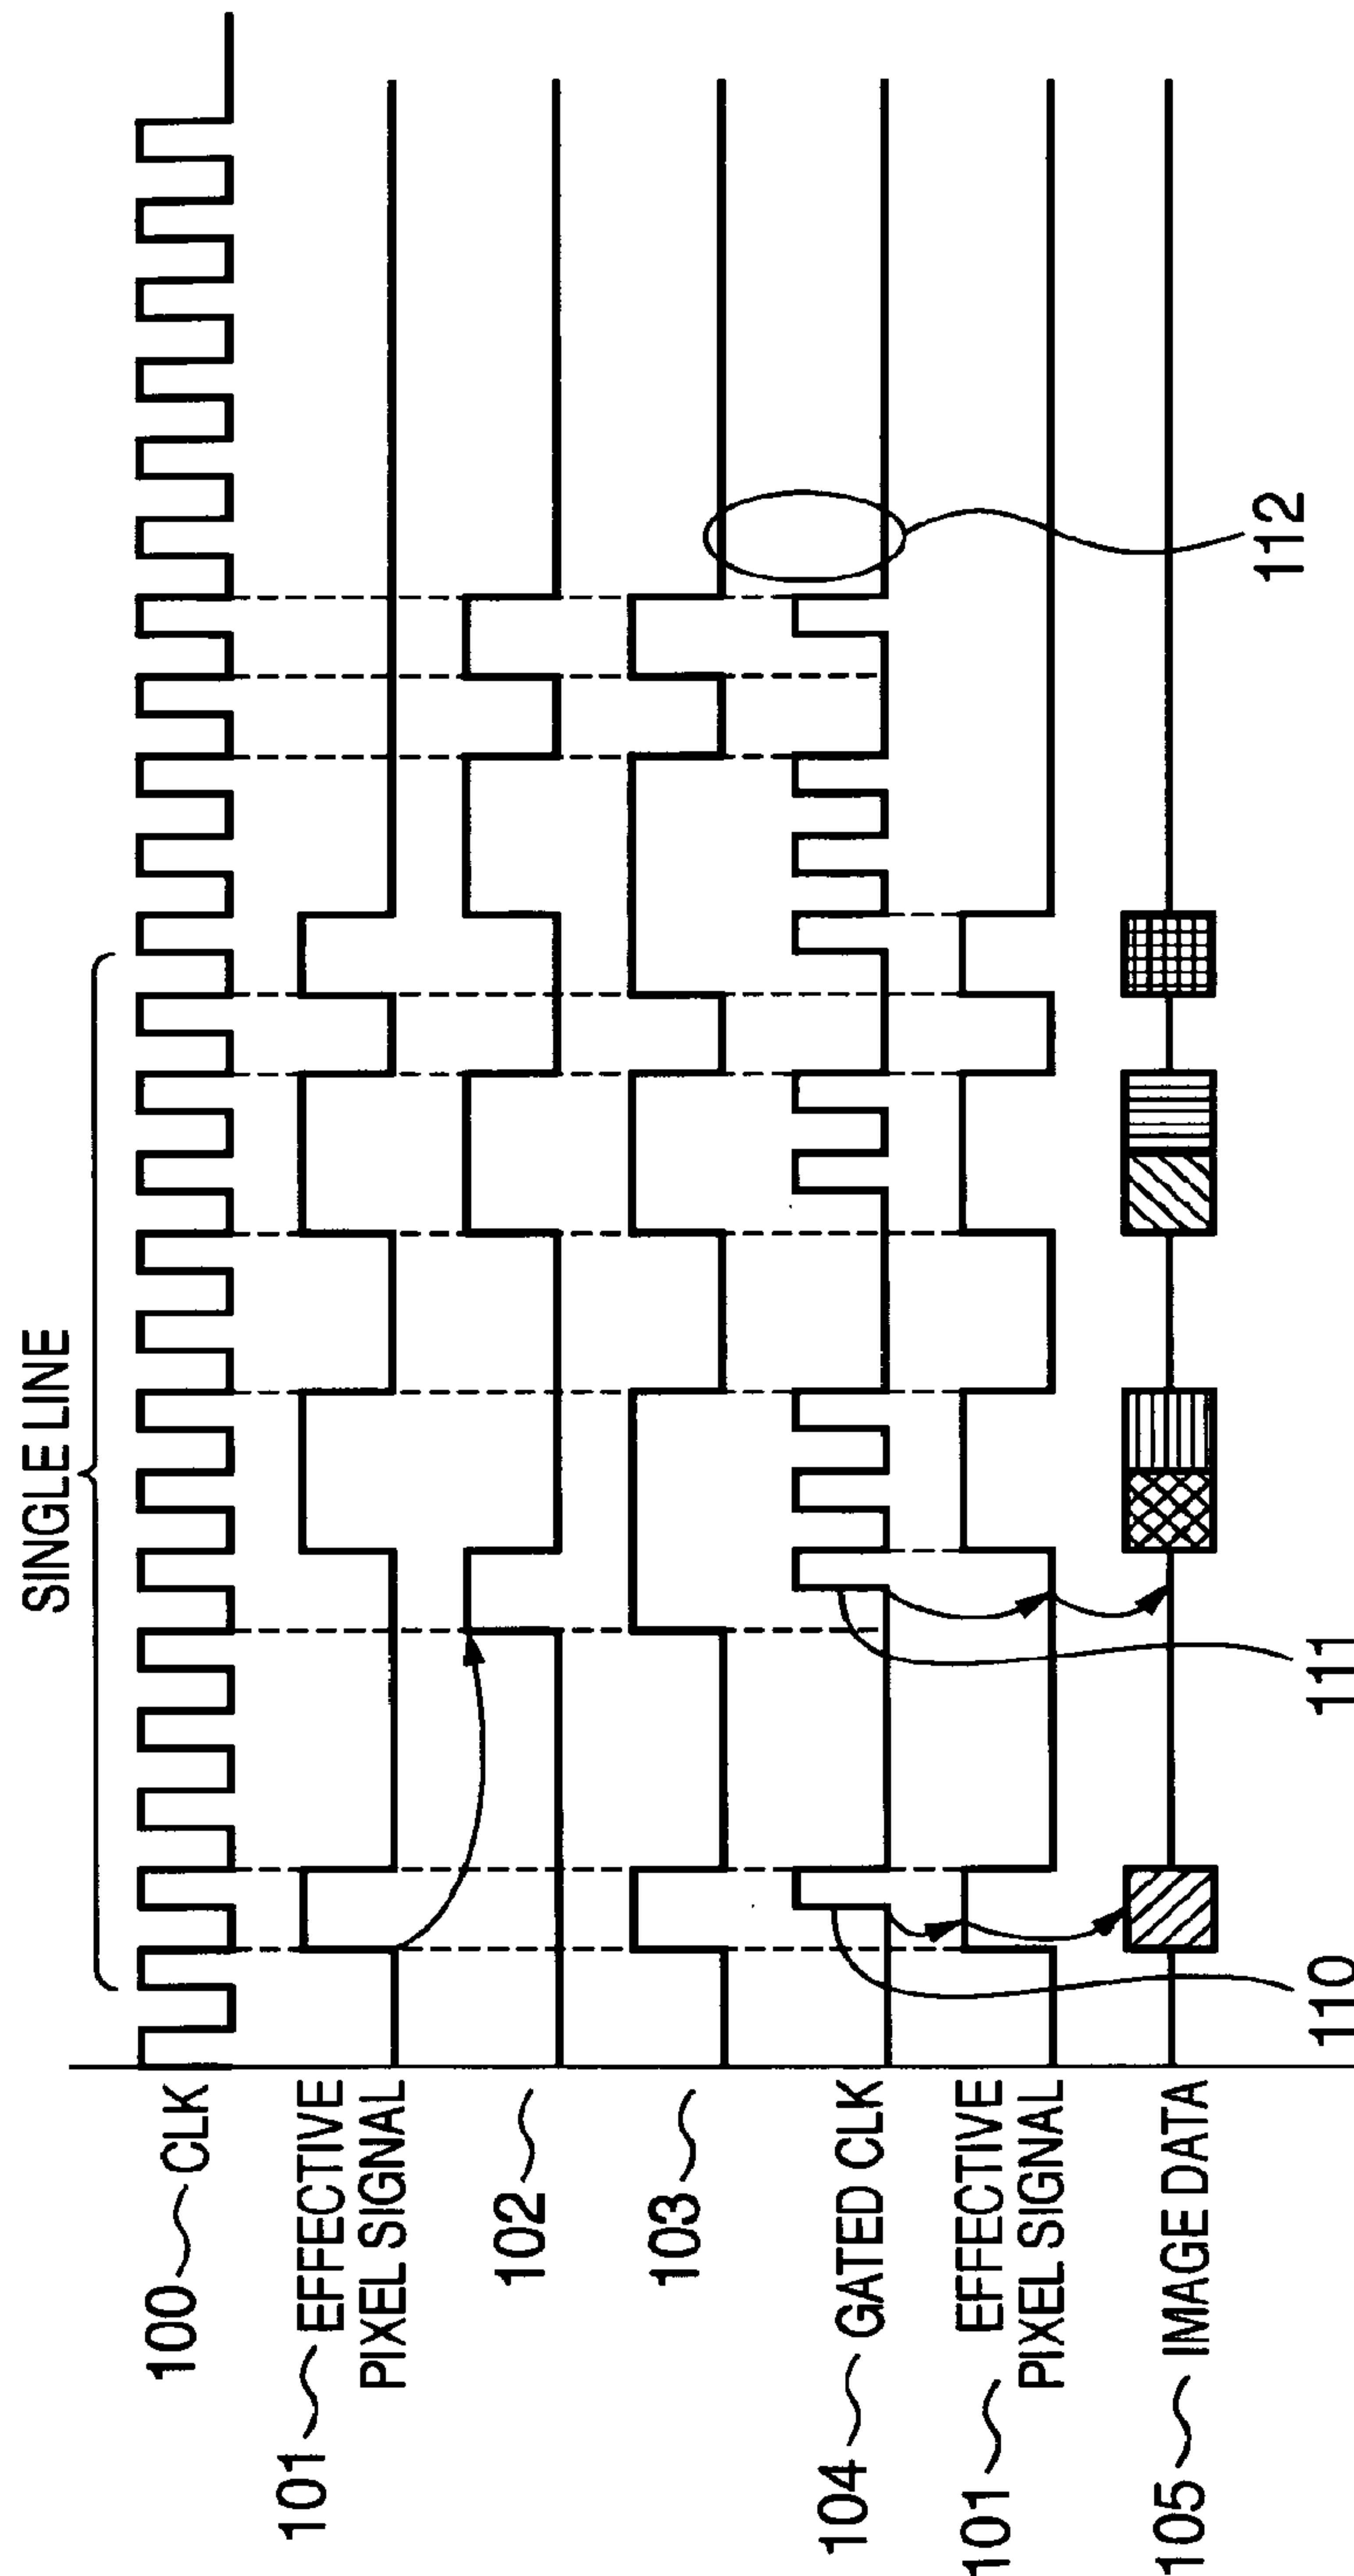 SINGLE LINE
100 CLK
101 EFFECTIVE
PIXEL SIGNAL
102
103
104 GATED CLK
101 EFFECTIVE
PIXEL SIGNAL
105 IMAGE DATA
110
111
112